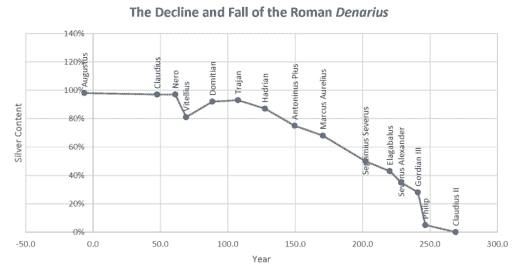 The Decline and Fall of the Roman Denarius
140%
120%
100%
80%
60%
40%
20%
0%
Silver Content
Augustus
Claudius
Nero
Vitellius
Domitian
Trajan
Hadrian
Antoninus Pius
Marcus Aurelius
Septimius Severus
Elagabalus
Severus Alexander
Gordian III
Philip
Claudius II
-50.0 0.0 50.0 100.0 150.0 200.0 250.0 300.0
Year